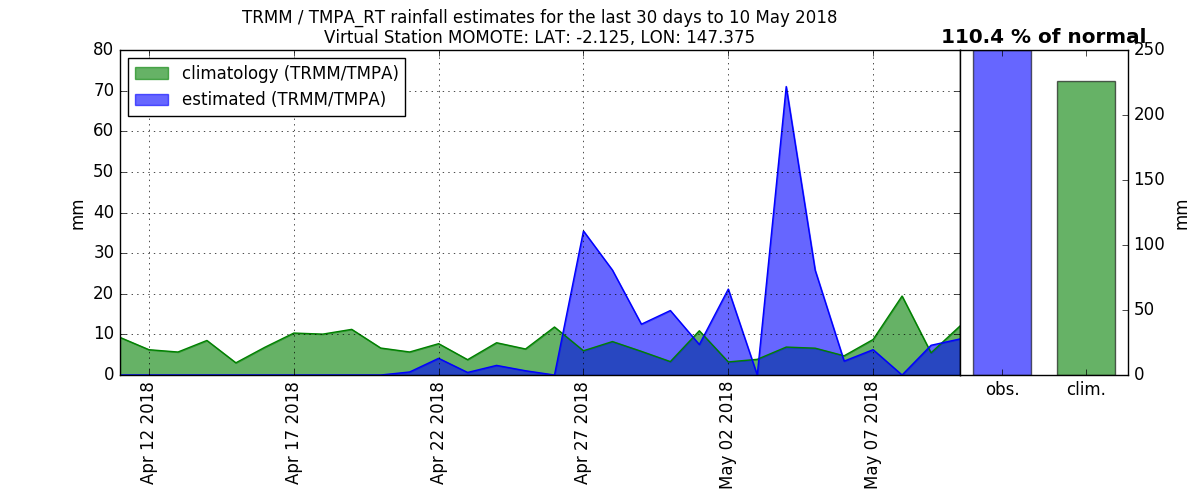 TRMM / TMPA_RT rainfall estimates for the last 30 days to 10 May 2018
Virtual Station MOMOTE: LAT: -2.125, LON: 147.375
110.4 % of normal
climatology (TRMM/TMPA)
estimated (TRMM/TMPA)
80
70
60
50
40
30
20
10
0
mm
Apr 12 2018
Apr 17 2018
Apr 22 2018
Apr 27 2018
May 02 2018
May 07 2018
obs.
clim.
250
200
150
100
50
0
mm